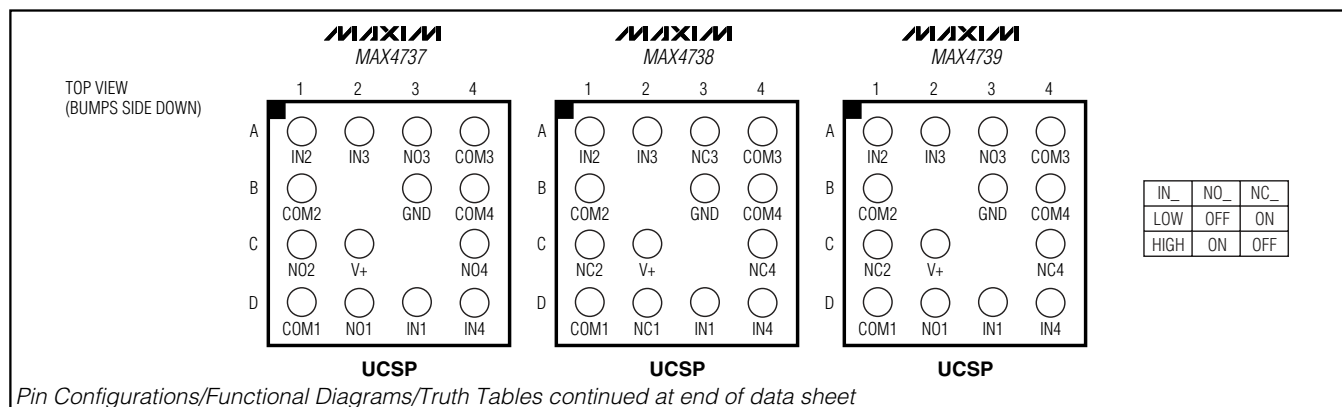 MAXIM MAXIM MAXIM
MAX4737 MAX4738 MAX4739
TOP VIEW
(BUMPS SIDE DOWN)
1 2 3 4 1 2 3 4 1 2 3 4
A A A
IN2 IN3 NO3 COM3 IN2 IN3 NC3 COM3 IN2 IN3 NO3 COM3
B B B
COM2 GND COM4 COM2 GND COM4 COM2 GND COM4
C C C
NO2 V+ NO4 NC2 V+ NC4 NC2 V+ NC4
D D D
COM1 NO1 IN1 IN4 COM1 NC1 IN1 IN4 COM1 NO1 IN1 IN4
UCSP UCSP UCSP
IN_ NO_ NC_
LOW OFF ON
HIGH ON OFF
Pin Configurations/Functional Diagrams/Truth Tables continued at end of data sheet